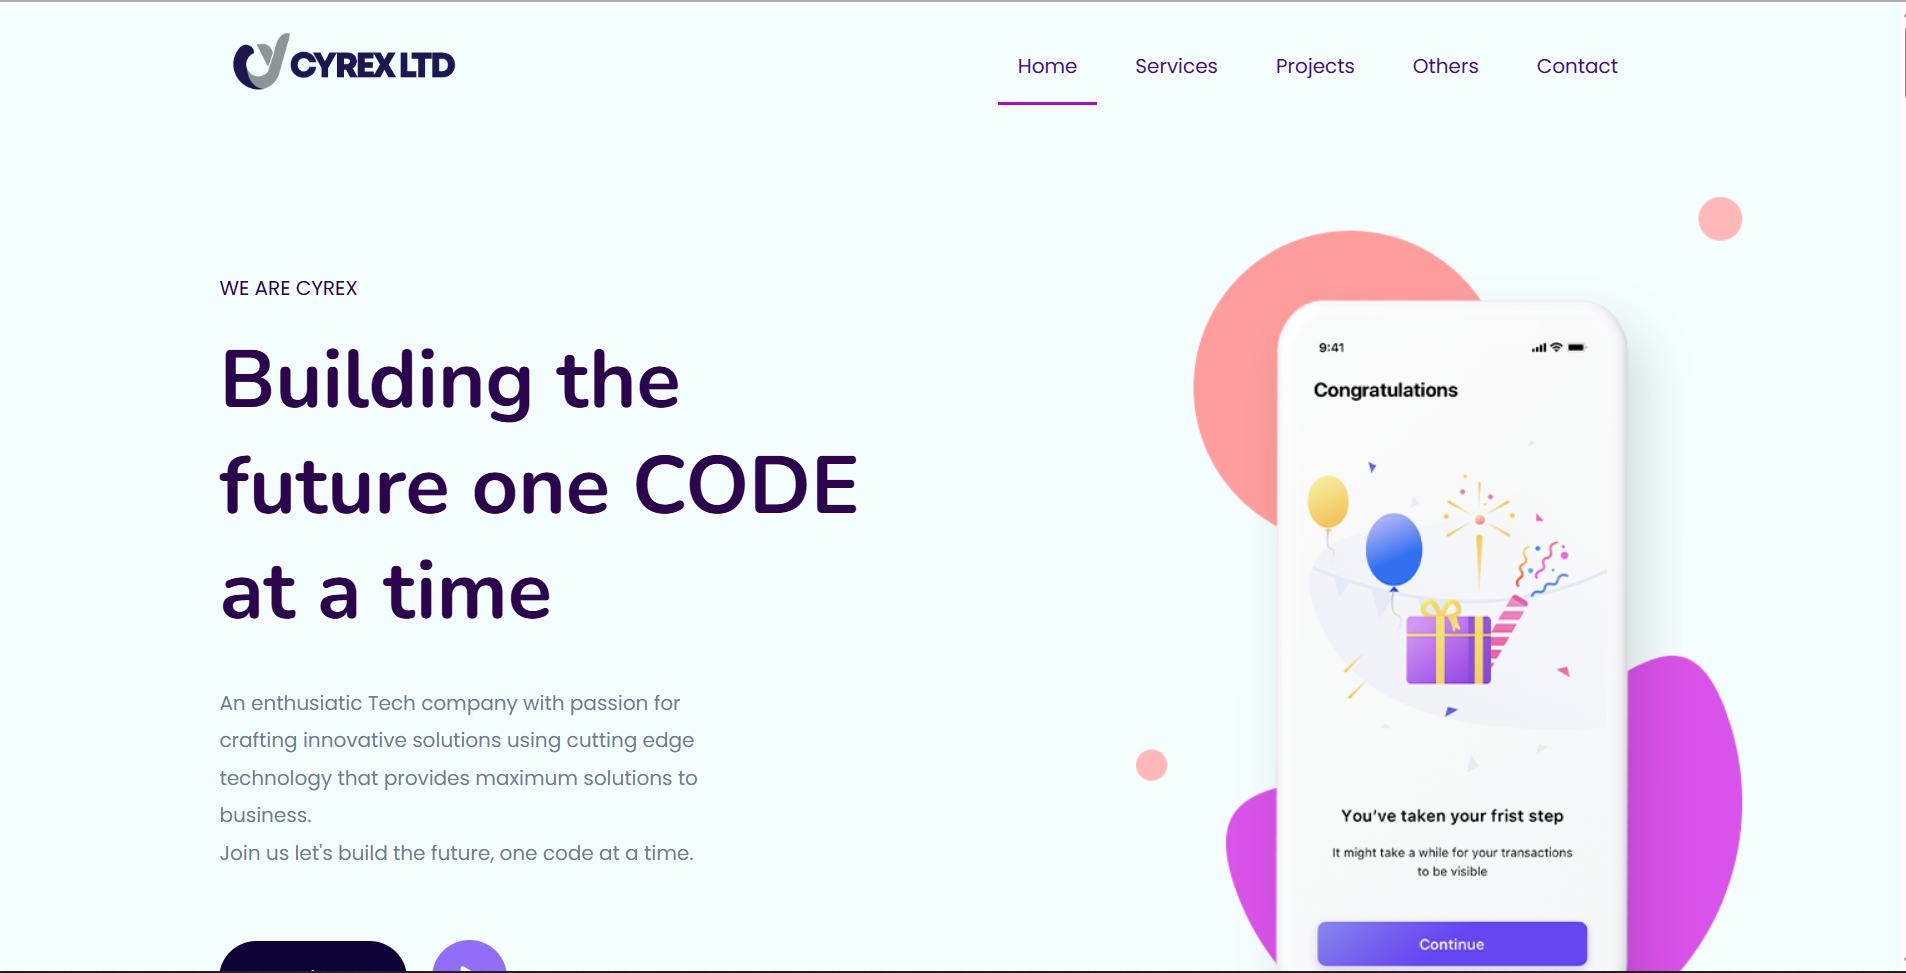 CYREX LTD
Home Services Projects Others Contact
WE ARE CYREX
Building the
future one CODE
at a time
An enthusiatic Tech company with passion for
crafting innovative solutions using cutting edge
technology that provides maximum solutions to
business.
Join us let's build the future, one code at a time.
9:41
Congratulations
You've taken your frist step
It might take a while for your transactions
to be visible
Continue